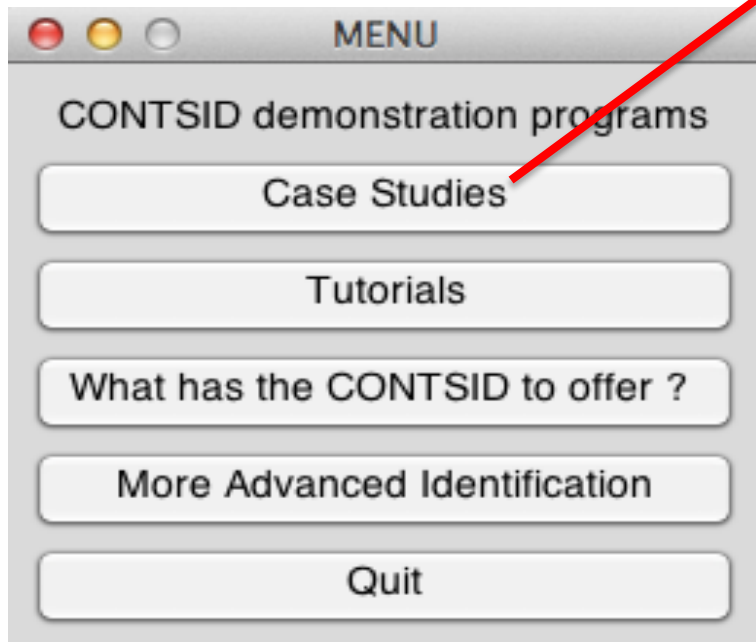 MENU
CONTSID demonstration programs
Case Studies
Tutorials
What has the CONTSID to offer ?
More Advanced Identification
Quit